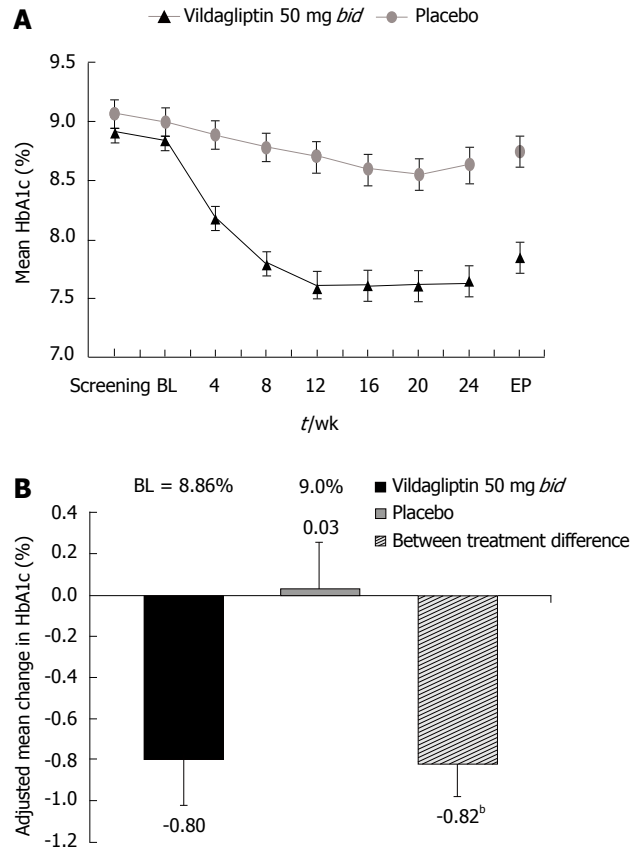 A
Vildagliptin 50 mg bid Placebo
Mean HbA1c (%)
9.5
9.0
8.5
8.0
7.5
7.0
Screening BL 4 8 12 16 20 24 EP
t/wk
B
BL = 8.86% 9.0%
Vildagliptin 50 mg bid
Placebo
Between treatment difference
Adjusted mean change in HbA1c (%)
0.4
0.2
0.0
-0.2
-0.4
-0.6
-0.8
-1.0
-1.2
0.03
-0.80
-0.82ᵇ